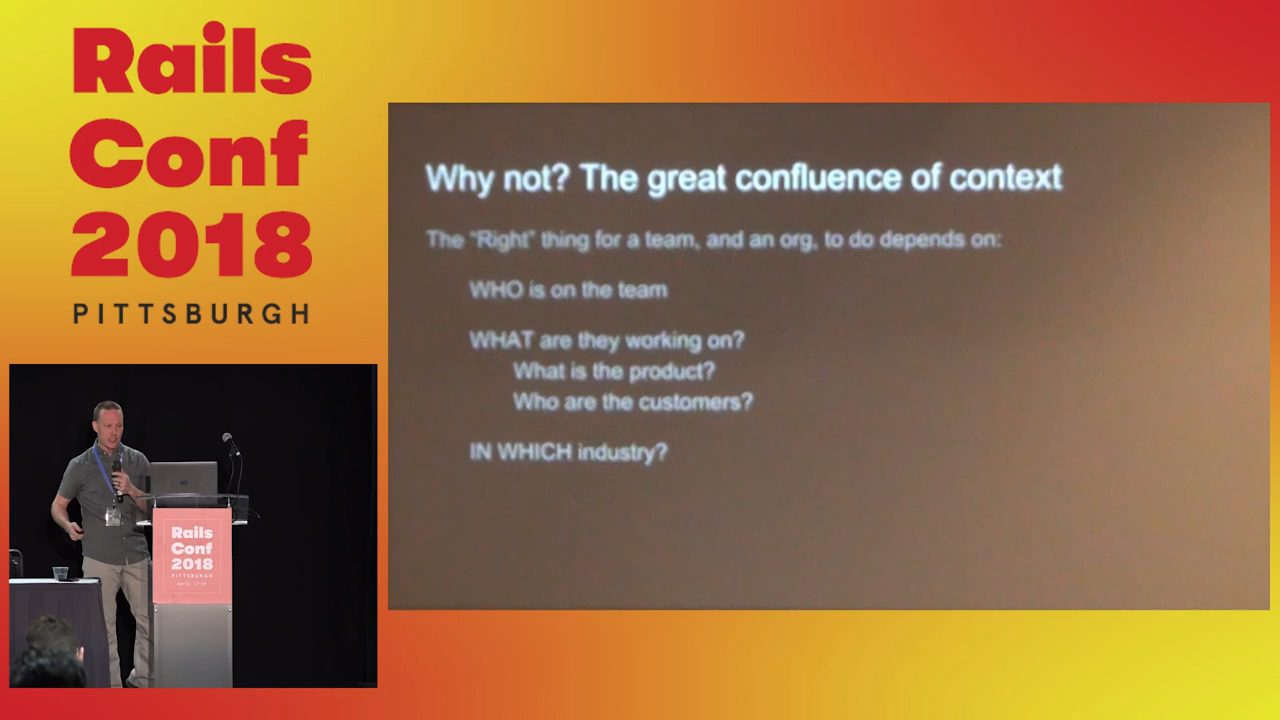 Rails
Conf
2018
PITTSBURGH
Why not? The great confluence of context
The "Right" thing for a team, and an org, to do depends on:
WHO is on the team
WHAT are they working on?
What is the product?
Who are the customers?
IN WHICH industry?
Rails
Conf
2018
PITTSBURGH